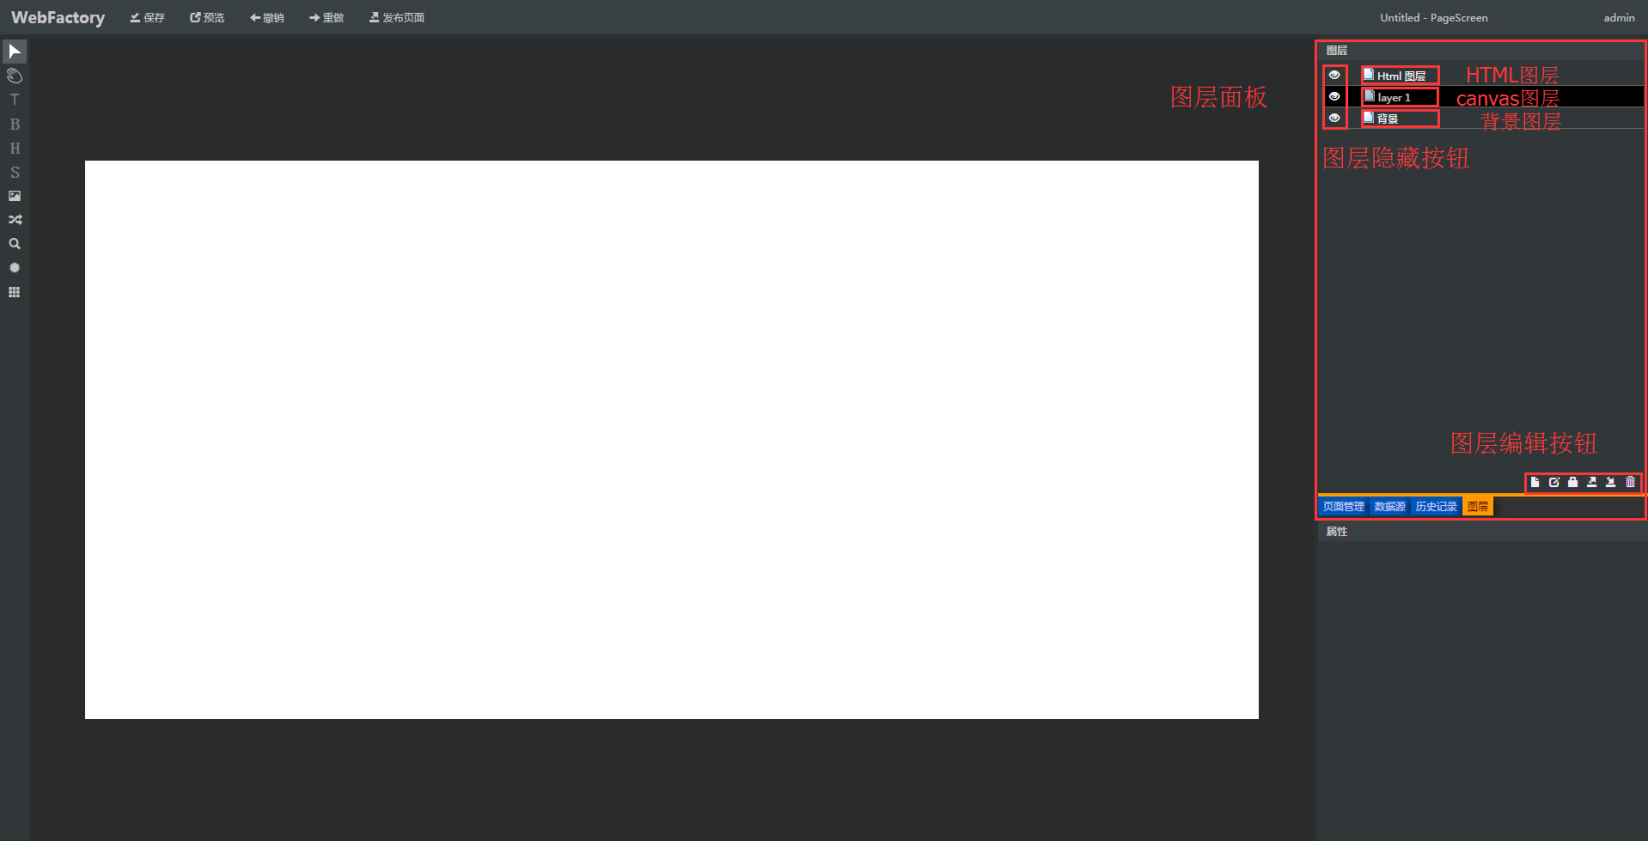 WebFactory 保存 预览 撤销 重做 发布页面 Untitled - PageScreen admin
T
B
H
S
图层
Html 图层 HTML图层
layer 1 canvas图层
背景 背景图层
图层面板
图层隐藏按钮
图层编辑按钮
页面管理 数据源 历史记录 图层
属性